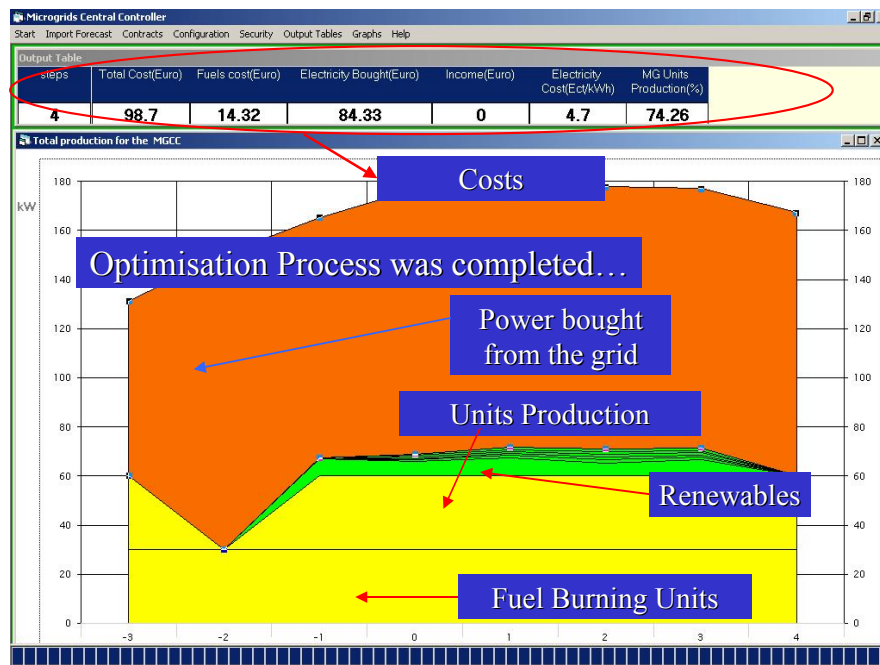 Microgrids Central Controller
Start Import Forecast Contracts Configuration Security Output Tables Graphs Help
Output Table
steps Total Cost(Euro) Fuels cost(Euro) Electricity Bought(Euro) Income(Euro) Electricity Cost(Ect/kWh) MG Units Production(%)
4 98.7 14.32 84.33 0 4.7 74.26
Total production for the MGCC
kW
180 180
Costs
160 160
Optimisation Process was completed…
140 140
120 120
Power bought
from the grid
100 100
80 80
Units Production
60 60
Renewables
40 40
20 20
Fuel Burning Units
0 0
-3 -2 -1 0 1 2 3 4